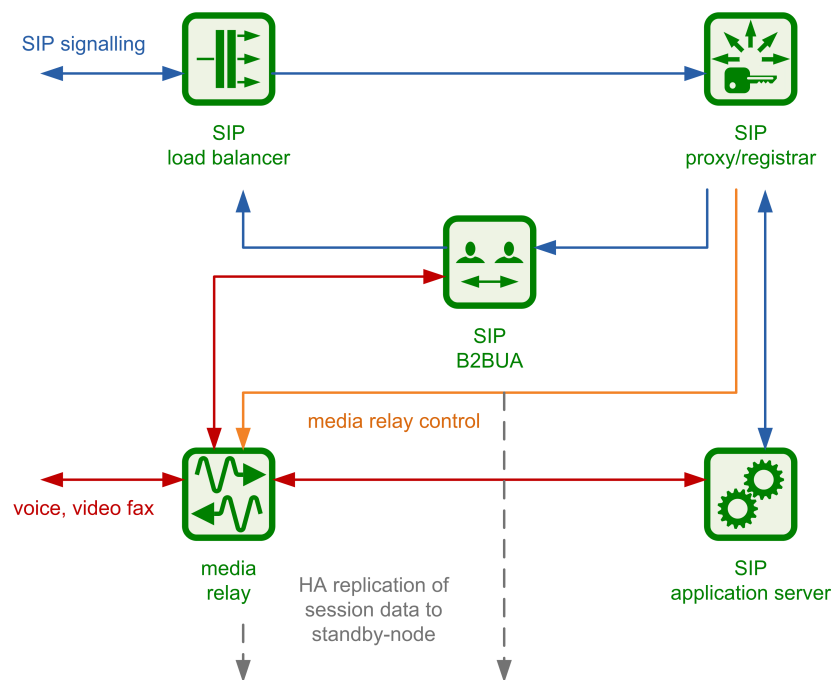 SIP signalling
SIP
load balancer
SIP
proxy/registrar
SIP
B2BUA
media relay control
voice, video fax
media
relay
HA replication of
session data to
standby-node
SIP
application server